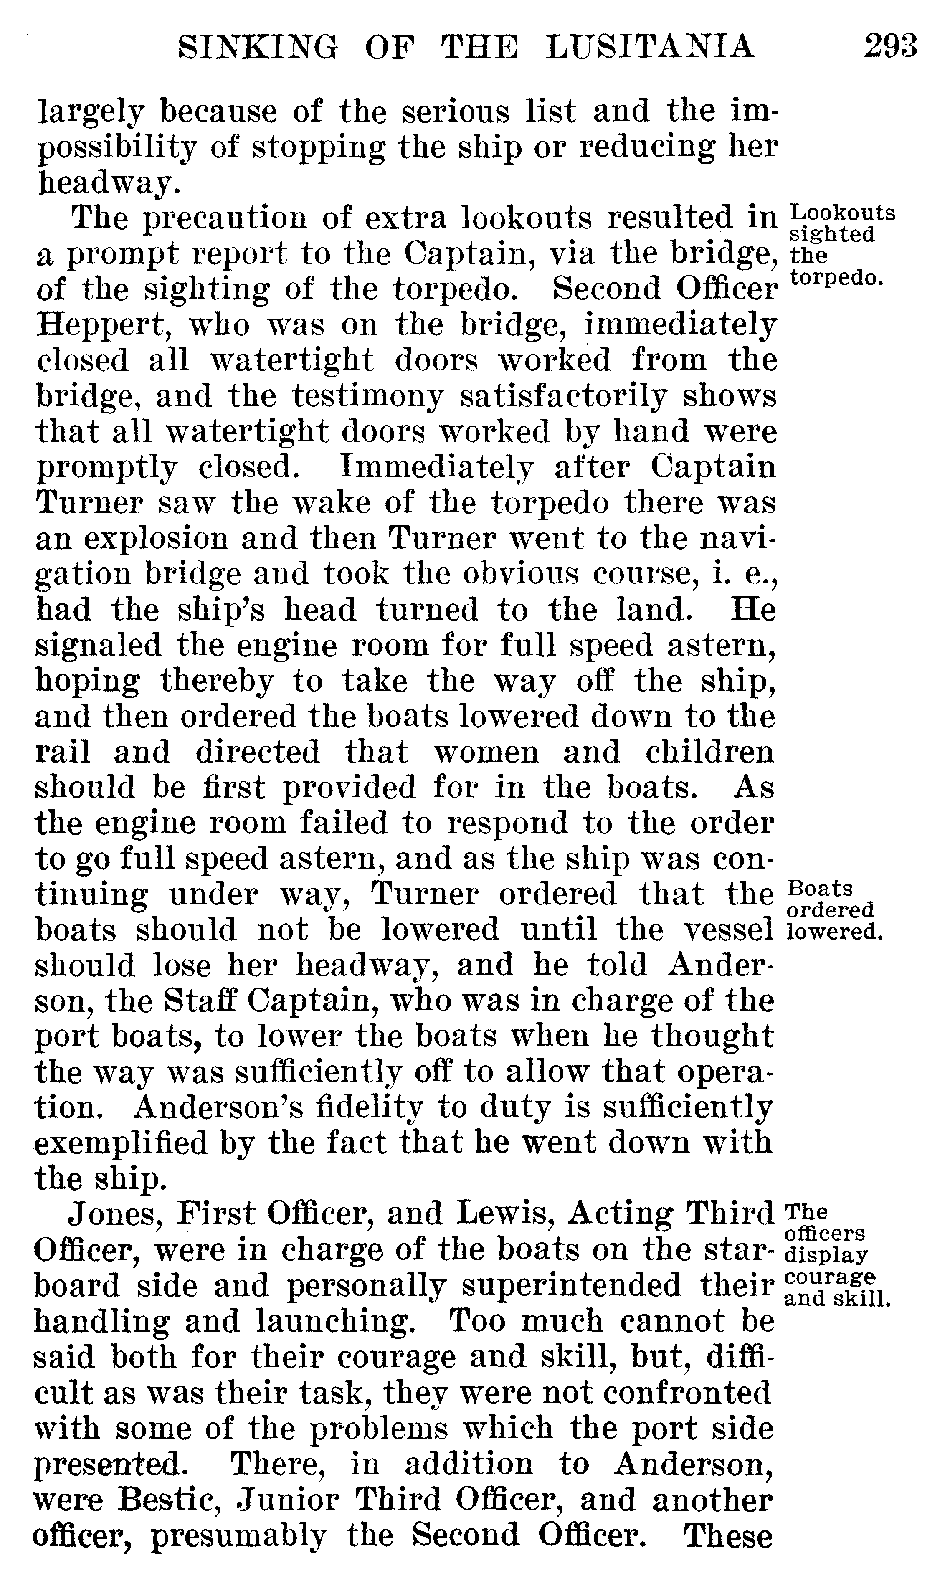 SINKING OF THE LUSITANIA 293
largely because of the serious list and the im-
possibility of stopping the ship or reducing her
headway.
The precaution of extra lookouts resulted in
a prompt report to the Captain, via the bridge,
of the sighting of the torpedo. Second Officer
Heppert, who was on the bridge, immediately
closed all watertight doors worked from the
bridge, and the testimony satisfactorily shows
that all watertight doors worked by hand were
promptly closed. Immediately after Captain
Turner saw the wake of the torpedo there was
an explosion and then Turner went to the navi-
gation bridge and took the obvious course, i. e.,
had the ship's head turned to the land. He
signaled the engine room for full speed astern,
hoping thereby to take the way off the ship,
and then ordered the boats lowered down to the
rail and directed that women and children
should be first provided for in the boats. As
the engine room failed to respond to the order
to go full speed astern, and as the ship was con-
tinuing under way, Turner ordered that the
boats should not be lowered until the vessel
should lose her headway, and he told Ander-
son, the Staff Captain, who was in charge of the
port boats, to lower the boats when he thought
the way was sufficiently off to allow that opera-
tion. Anderson's fidelity to duty is sufficiently
exemplified by the fact that he went down with
the ship.
Jones, First Officer, and Lewis, Acting Third
Officer, were in charge of the boats on the star-
board side and personally superintended their
handling and launching. Too much cannot be
said both for their courage and skill, but, diffi-
cult as was their task, they were not confronted
with some of the problems which the port side
presented. There, in addition to Anderson,
were Bestic, Junior Third Officer, and another
officer, presumably the Second Officer. These
Lookouts
sighted
the
torpedo.
Boats
ordered
lowered.
The
officers
display
courage
and skill.